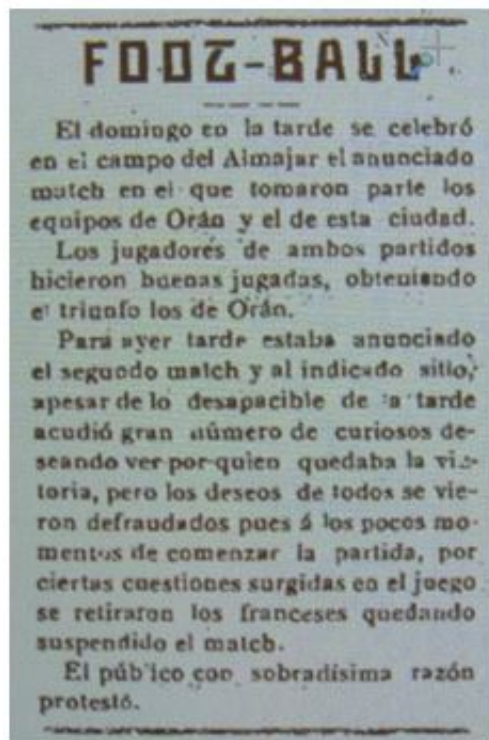 FOOT-BALL
El domingo en la tarde se celebró
en el campo del Almajar el anunciado
match en el que tomaron parte los
equipos de Orán y el de esta ciudad.
Los jugadores de ambos partidos
hicieron buenas jugadas, obteniendo
el triunfo los de Orán.
Para ayer tarde estaba anunciado
el segundo match y al indicado sitio,
apesar de lo desapacible de la tarde
acudió gran número de curiosos de-
seando ver por quien quedaba la vic-
toria, pero los deseos de todos se vie-
ron defraudados pues á los pocos mo-
mentos de comenzar la partida, por
ciertas cuestiones surgidas en el juego
se retiraron los franceses quedando
suspendido el match.
El público con sobradísima razón
protestó.